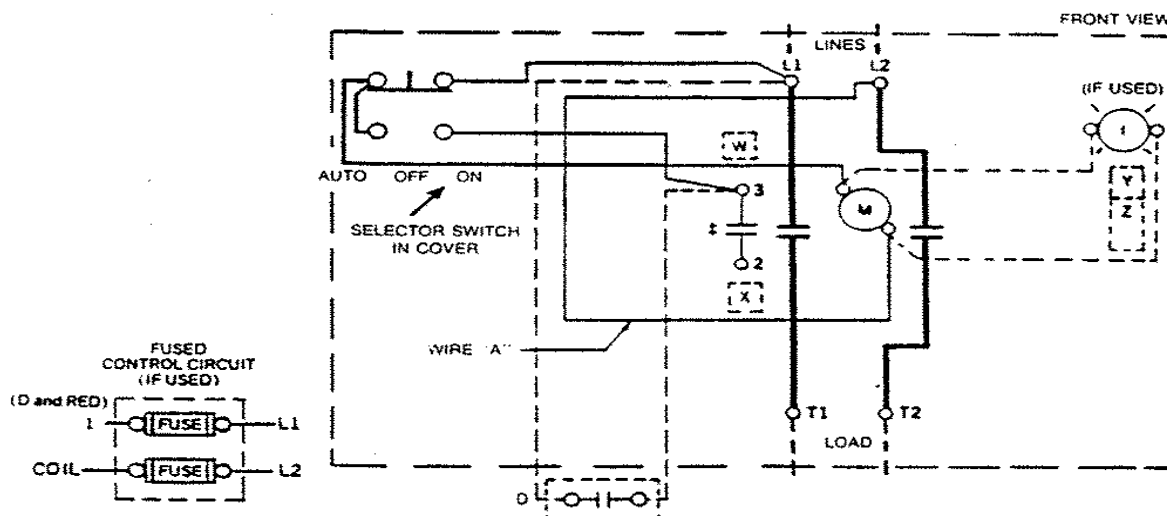 FRONT VIEW
LINES
L1 L2
(IF USED)
I
W
Y
Z
AUTO OFF ON
3
M
SELECTOR SWITCH
IN COVER
‡
2
X
WIRE "A"
FUSED
CONTROL CIRCUIT
(IF USED)
(D and RED)
1 FUSE L1
COIL FUSE L2
T1 T2
LOAD
D